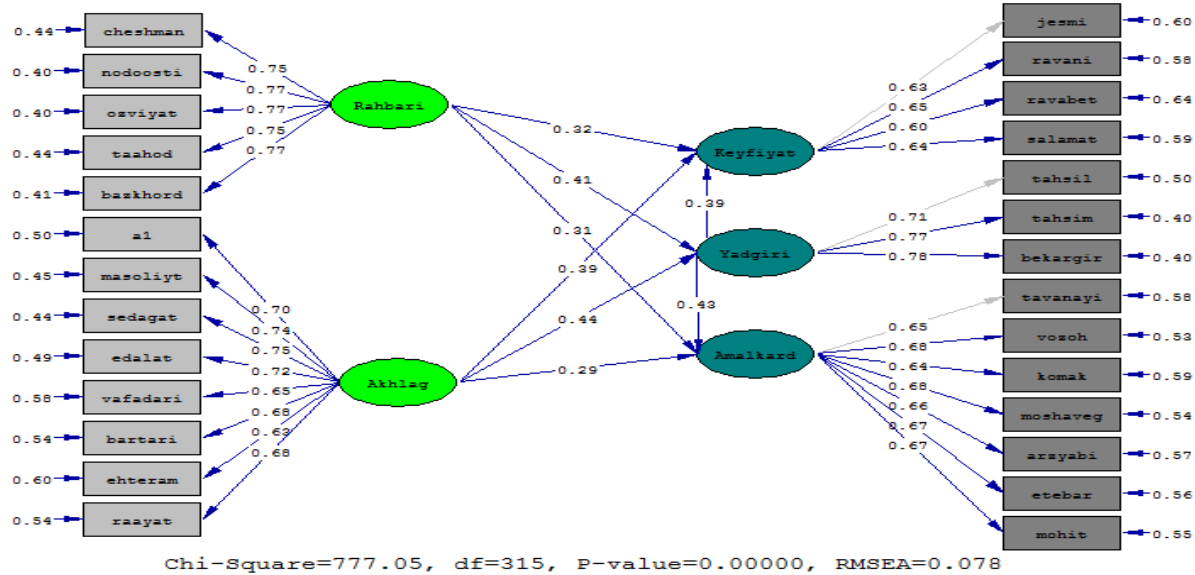 0.44 cheshman
0.40 nodoosti
0.40 ozviyat
0.44 taahod
0.41 bazkhord
0.50 a1
0.45 masoliyt
0.44 sedagat
0.49 edalat
0.58 vafadari
0.54 bartari
0.60 ehteram
0.54 raayat
0.75
0.77
0.77
0.75
0.77
Rahbari
0.70
0.74
0.75
0.72
0.65
0.68
0.63
0.68
Akhlag
0.32
0.41
0.31
0.39
0.44
0.29
Keyfiyat
0.39
Yadgiri
0.43
Amalkard
0.63
0.65
0.60
0.64
0.71
0.77
0.78
0.65
0.68
0.64
0.68
0.66
0.67
0.67
jesmi 0.60
ravani 0.58
ravabet 0.64
salamat 0.59
tahsil 0.50
tahsim 0.40
bekargir 0.40
tavanayi 0.58
vozoh 0.53
komak 0.59
moshaveg 0.54
arzyabi 0.57
etebar 0.56
mohit 0.55
Chi-Square=777.05, df=315, P-value=0.00000, RMSEA=0.078